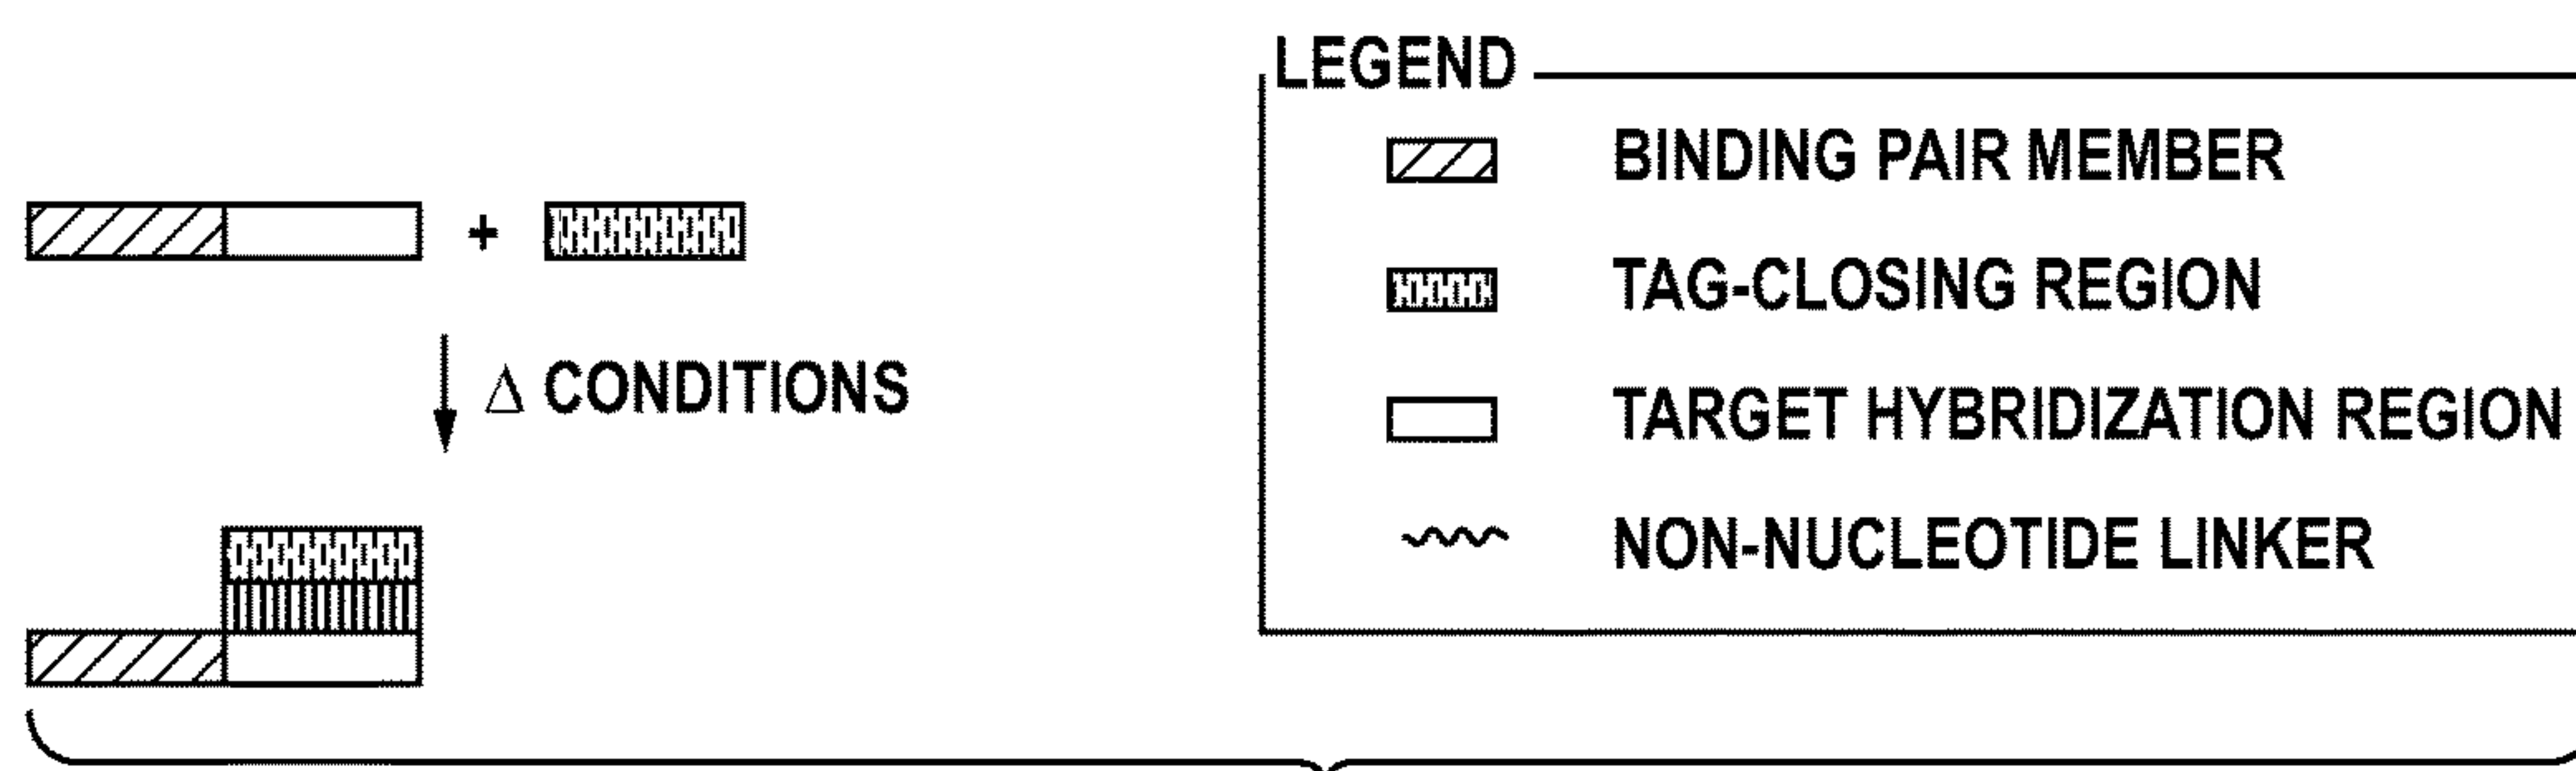 LEGEND
BINDING PAIR MEMBER
+
TAG-CLOSING REGION
Δ CONDITIONS
TARGET HYBRIDIZATION REGION
NON-NUCLEOTIDE LINKER